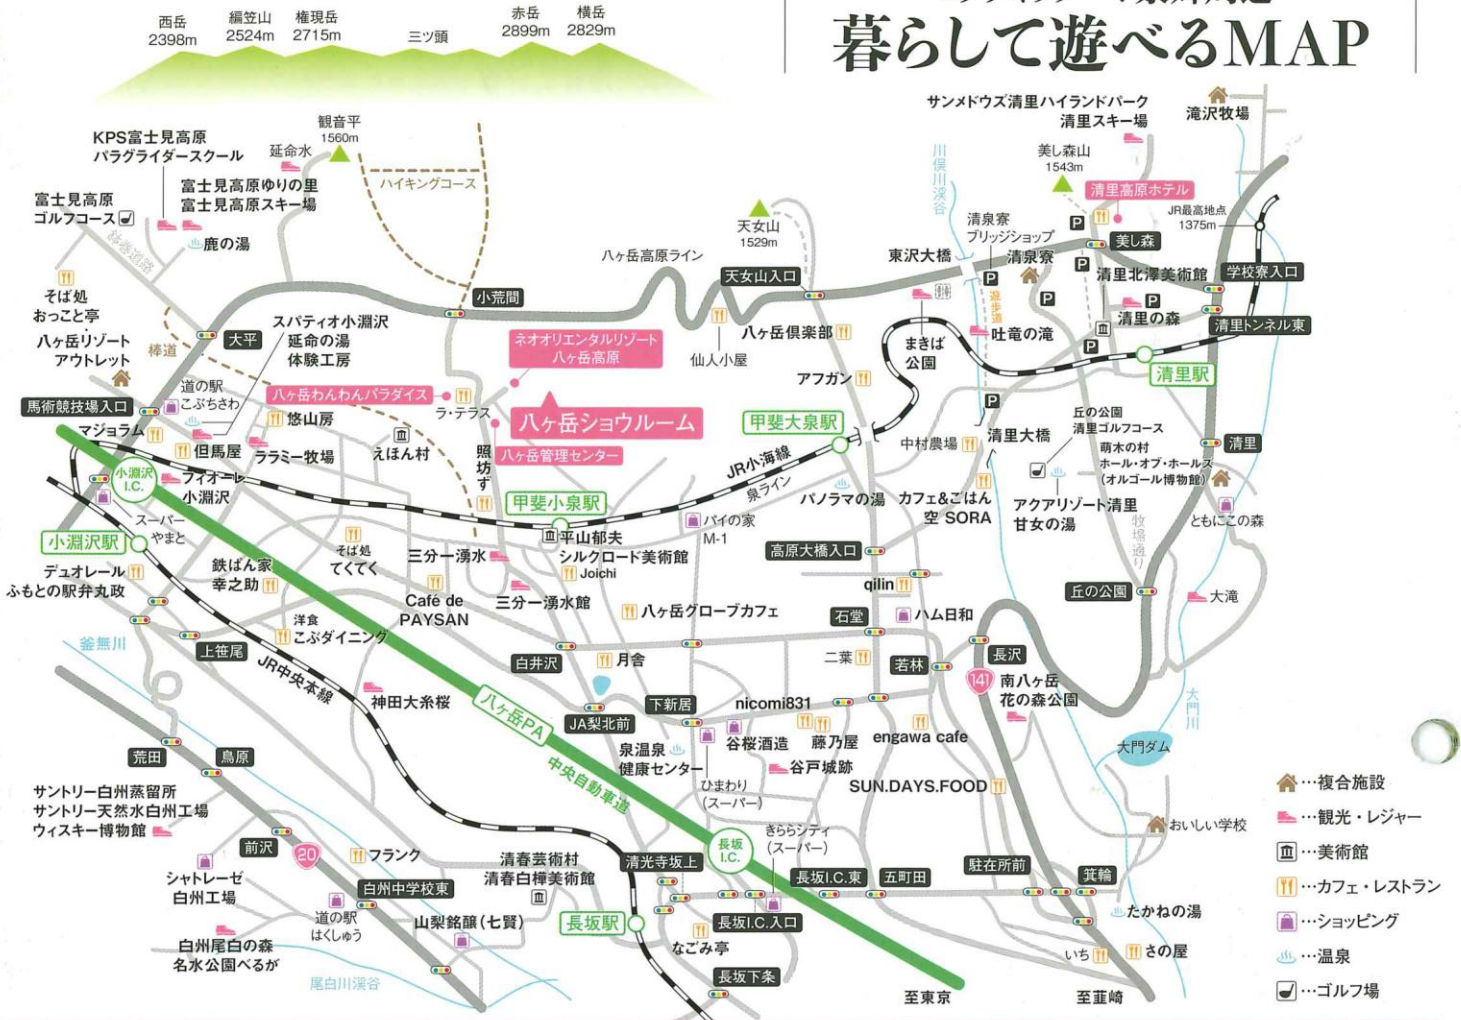 西岳
2398m
編笠山
2524m
権現岳
2715m
三ツ頭
赤岳
2899m
横岳
2829m
暮らして遊べるMAP
KPS富士見高原
パラグライダースクール
延命水
観音平
1560m
ハイキングコース
富士見高原ゆりの里
富士見高原スキー場
富士見高原
ゴルフコース
鹿の湯
鉢巻道路
そば処
おっこと亭
八ヶ岳リゾート
アウトレット
棒道
大平
小荒間
スパティオ小淵沢
延命の湯
体験工房
道の駅
こぶちさわ
馬術競技場入口
マジョラム
但馬屋
悠山房
ララミー牧場
フィオーレ
小淵沢
小淵沢
I.C.
スーパー
やまと
小淵沢駅
デュオレール
ふもとの駅弁丸政
八ヶ岳高原ライン
天女山
1529m
天女山入口
仙人小屋
八ヶ岳倶楽部
アフガン
ネオオリエンタルリゾート
八ヶ岳高原
八ヶ岳わんわんパラダイス
ラ・テラス
八ヶ岳ショウルーム
八ヶ岳管理センター
えほん村
照坊ず
甲斐小泉駅
平山郁夫
シルクロード美術館
Joichi
三分一湧水
三分一湧水館
Café de
PAYSAN
そば処
てくてく
鉄ぱん家
幸之助
洋食
こぶダイニング
上笹尾
JR中央本線
釜無川
神田大糸桜
八ヶ岳PA
中央自動車道
JR小海線
泉ライン
パイの家
M-1
甲斐大泉駅
パノラマの湯
高原大橋入口
qilin
石堂
ハム日和
二葉
若林
八ヶ岳グローブカフェ
白井沢
月舎
JA梨北前
下新居
nicomi831
谷桜酒造
藤乃屋
engawa cafe
泉温泉
健康センター
ひまわり
(スーパー)
谷戸城跡
SUN.DAYS.FOOD
サンメドウズ清里ハイランドパーク
清里スキー場
滝沢牧場
川俣川渓谷
美し森山
1543m
清里高原ホテル
JR最高地点
1375m
清泉寮
ブリッジショップ
清泉寮
美し森
東沢大橋
遊歩道
清里北澤美術館
学校寮入口
清里の森
清里トンネル東
吐竜の滝
まきば
公園
清里駅
中村農場
清里大橋
カフェ&ごはん
空 SORA
丘の公園
清里ゴルフコース
萌木の村
ホール・オブ・ホールズ
(オルゴール博物館)
清里
アクアリゾート清里
甘女の湯
牧場通り
ともにこの森
丘の公園
大滝
長沢
141
南八ヶ岳
花の森公園
大門川
大門ダム
おいしい学校
荒田
鳥原
サントリー白州蒸留所
サントリー天然水白州工場
ウィスキー博物館
前沢
20
フランク
シャトレーゼ
白州工場
白州中学校東
道の駅
はくしゅう
白州尾白の森
名水公園べるが
尾白川渓谷
山梨銘醸(七賢)
清春芸術村
清春白樺美術館
長坂駅
清光寺坂上
長坂
I.C.
きららシティ
(スーパー)
長坂I.C.入口
長坂I.C.東
五町田
駐在所前
箕輪
なごみ亭
長坂下条
たかねの湯
いち
さの屋
至東京
至韮崎
…複合施設
…観光・レジャー
…美術館
…カフェ・レストラン
…ショッピング
…温泉
…ゴルフ場